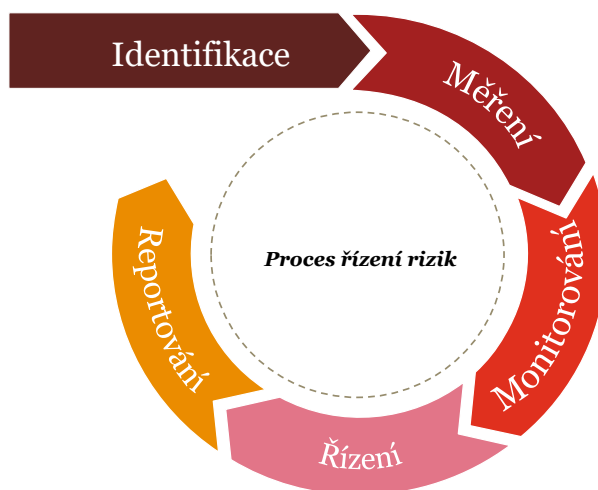 Identifikace
Měření
Monitorování
Řízení
Reportování
Proces řízení rizik